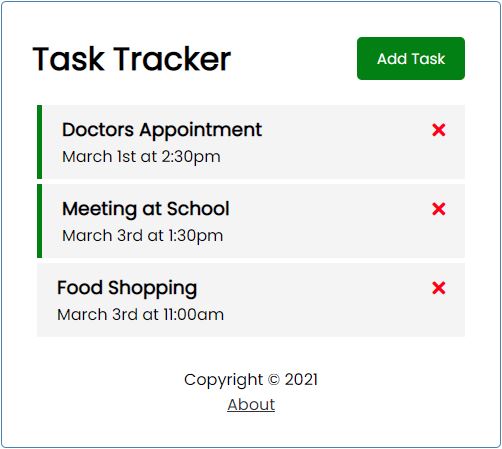 Task Tracker
Add Task
Doctors Appointment
March 1st at 2:30pm
Meeting at School
March 3rd at 1:30pm
Food Shopping
March 3rd at 11:00am
Copyright © 2021
About